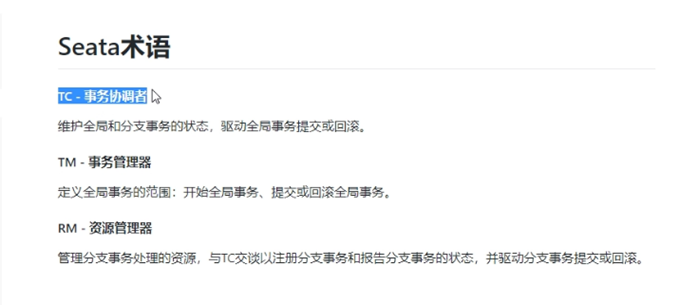 Seata术语
TC - 事务协调者
维护全局和分支事务的状态，驱动全局事务提交或回滚。
TM - 事务管理器
定义全局事务的范围：开始全局事务、提交或回滚全局事务。
RM - 资源管理器
管理分支事务处理的资源，与TC交谈以注册分支事务和报告分支事务的状态，并驱动分支事务提交或回滚。